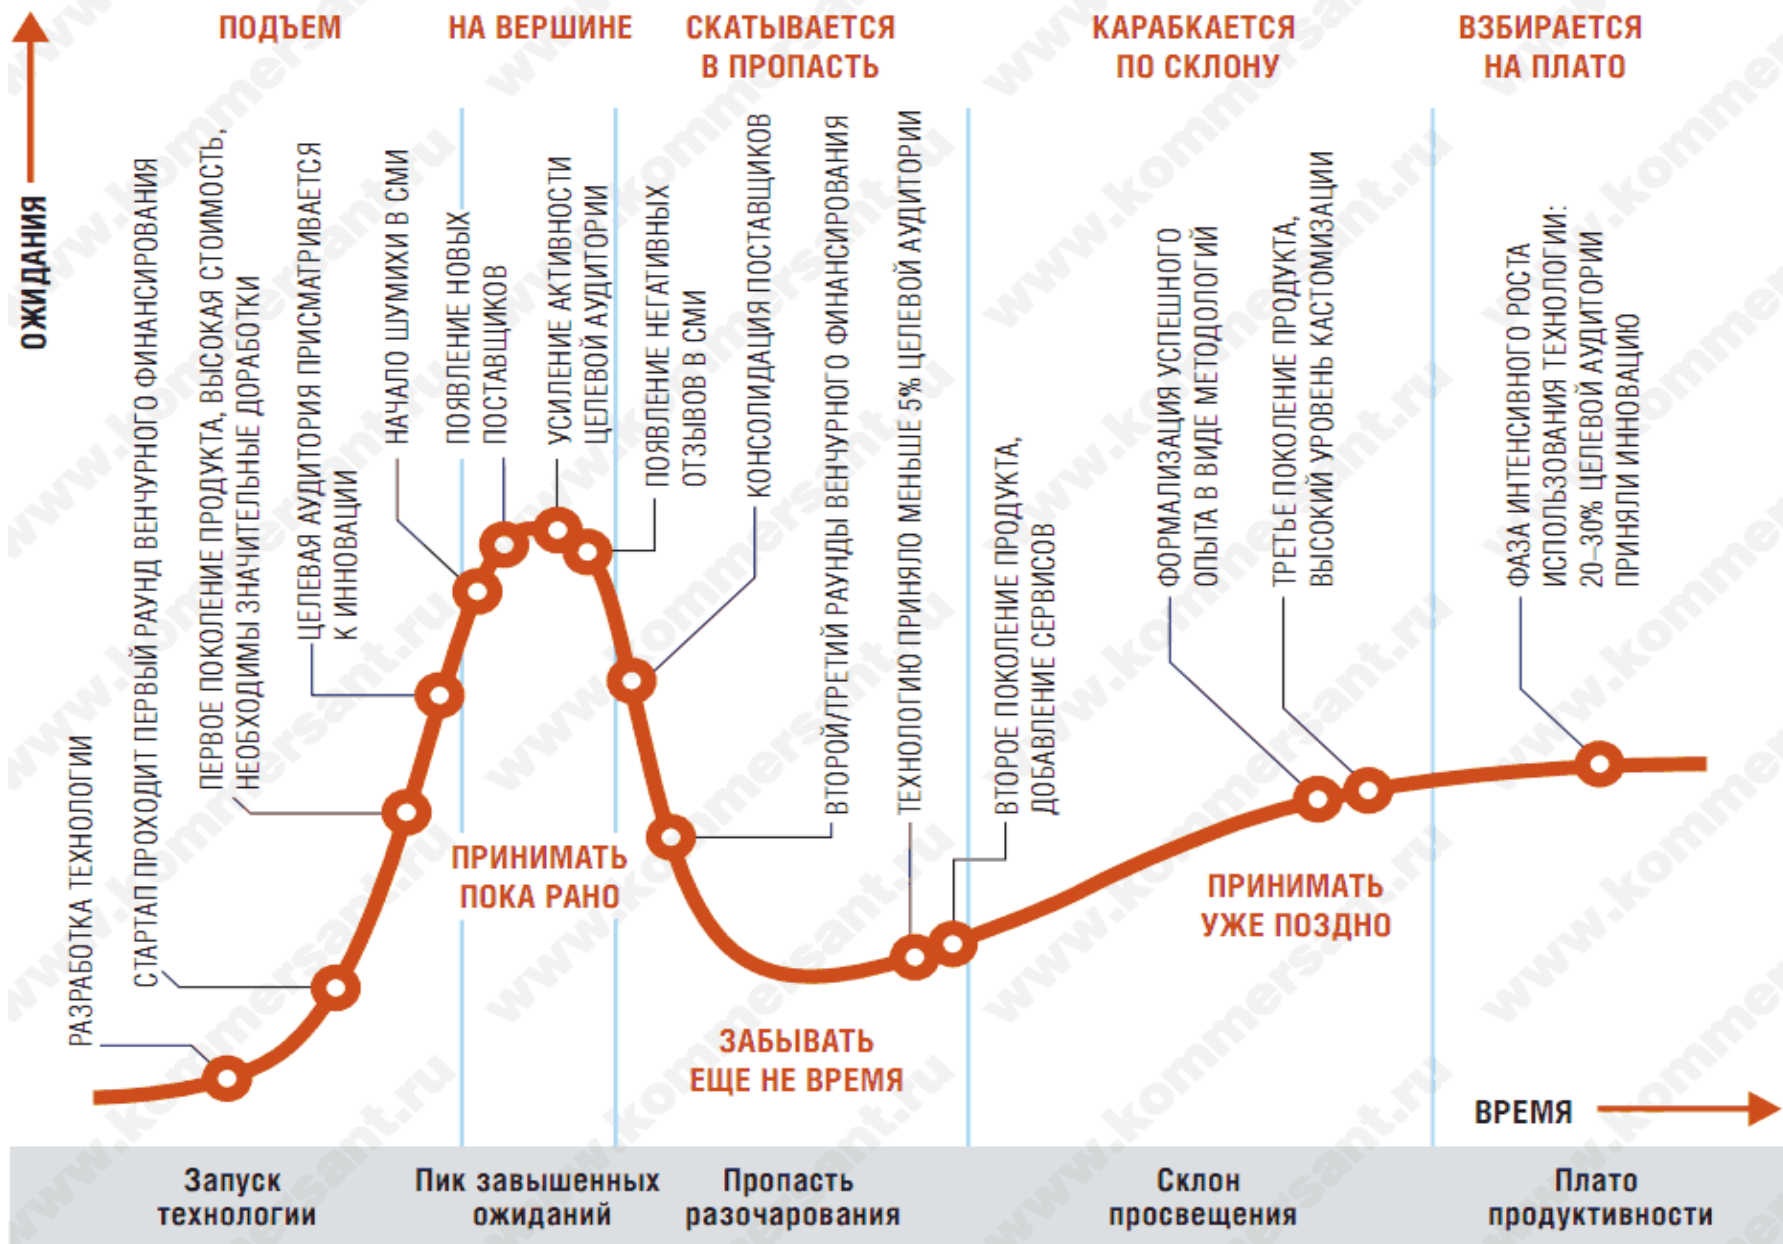 ПОДЪЕМ
НА ВЕРШИНЕ
СКАТЫВАЕТСЯ
В ПРОПАСТЬ
КАРАБКАЕТСЯ
ПО СКЛОНУ
ВЗБИРАЕТСЯ
НА ПЛАТО
ОЖИДАНИЯ
РАЗРАБОТКА ТЕХНОЛОГИИ
СТАРТАП ПРОХОДИТ ПЕРВЫЙ РАУНД ВЕНЧУРНОГО ФИНАНСИРОВАНИЯ
ПЕРВОЕ ПОКОЛЕНИЕ ПРОДУКТА, ВЫСОКАЯ СТОИМОСТЬ,
НЕОБХОДИМЫ ЗНАЧИТЕЛЬНЫЕ ДОРАБОТКИ
ЦЕЛЕВАЯ АУДИТОРИЯ ПРИСМАТРИВАЕТСЯ
К ИННОВАЦИИ
НАЧАЛО ШУМИХИ В СМИ
ПОЯВЛЕНИЕ НОВЫХ
ПОСТАВЩИКОВ
УСИЛЕНИЕ АКТИВНОСТИ
ЦЕЛЕВОЙ АУДИТОРИИ
ПОЯВЛЕНИЕ НЕГАТИВНЫХ
ОТЗЫВОВ В СМИ
КОНСОЛИДАЦИЯ ПОСТАВЩИКОВ
ВТОРОЙ/ТРЕТИЙ РАУНДЫ ВЕНЧУРНОГО ФИНАНСИРОВАНИЯ
ТЕХНОЛОГИЮ ПРИНЯЛО МЕНЬШЕ 5% ЦЕЛЕВОЙ АУДИТОРИИ
ВТОРОЕ ПОКОЛЕНИЕ ПРОДУКТА,
ДОБАВЛЕНИЕ СЕРВИСОВ
ФОРМАЛИЗАЦИЯ УСПЕШНОГО
ОПЫТА В ВИДЕ МЕТОДОЛОГИЙ
ТРЕТЬЕ ПОКОЛЕНИЕ ПРОДУКТА,
ВЫСОКИЙ УРОВЕНЬ КАСТОМИЗАЦИИ
ФАЗА ИНТЕНСИВНОГО РОСТА
ИСПОЛЬЗОВАНИЯ ТЕХНОЛОГИИ:
20–30% ЦЕЛЕВОЙ АУДИТОРИИ
ПРИНЯЛИ ИННОВАЦИЮ
ПРИНИМАТЬ
ПОКА РАНО
ЗАБЫВАТЬ
ЕЩЕ НЕ ВРЕМЯ
ПРИНИМАТЬ
УЖЕ ПОЗДНО
ВРЕМЯ
Запуск
технологии
Пик завышенных
ожиданий
Пропасть
разочарования
Склон
просвещения
Плато
продуктивности
www.kommersant.ru